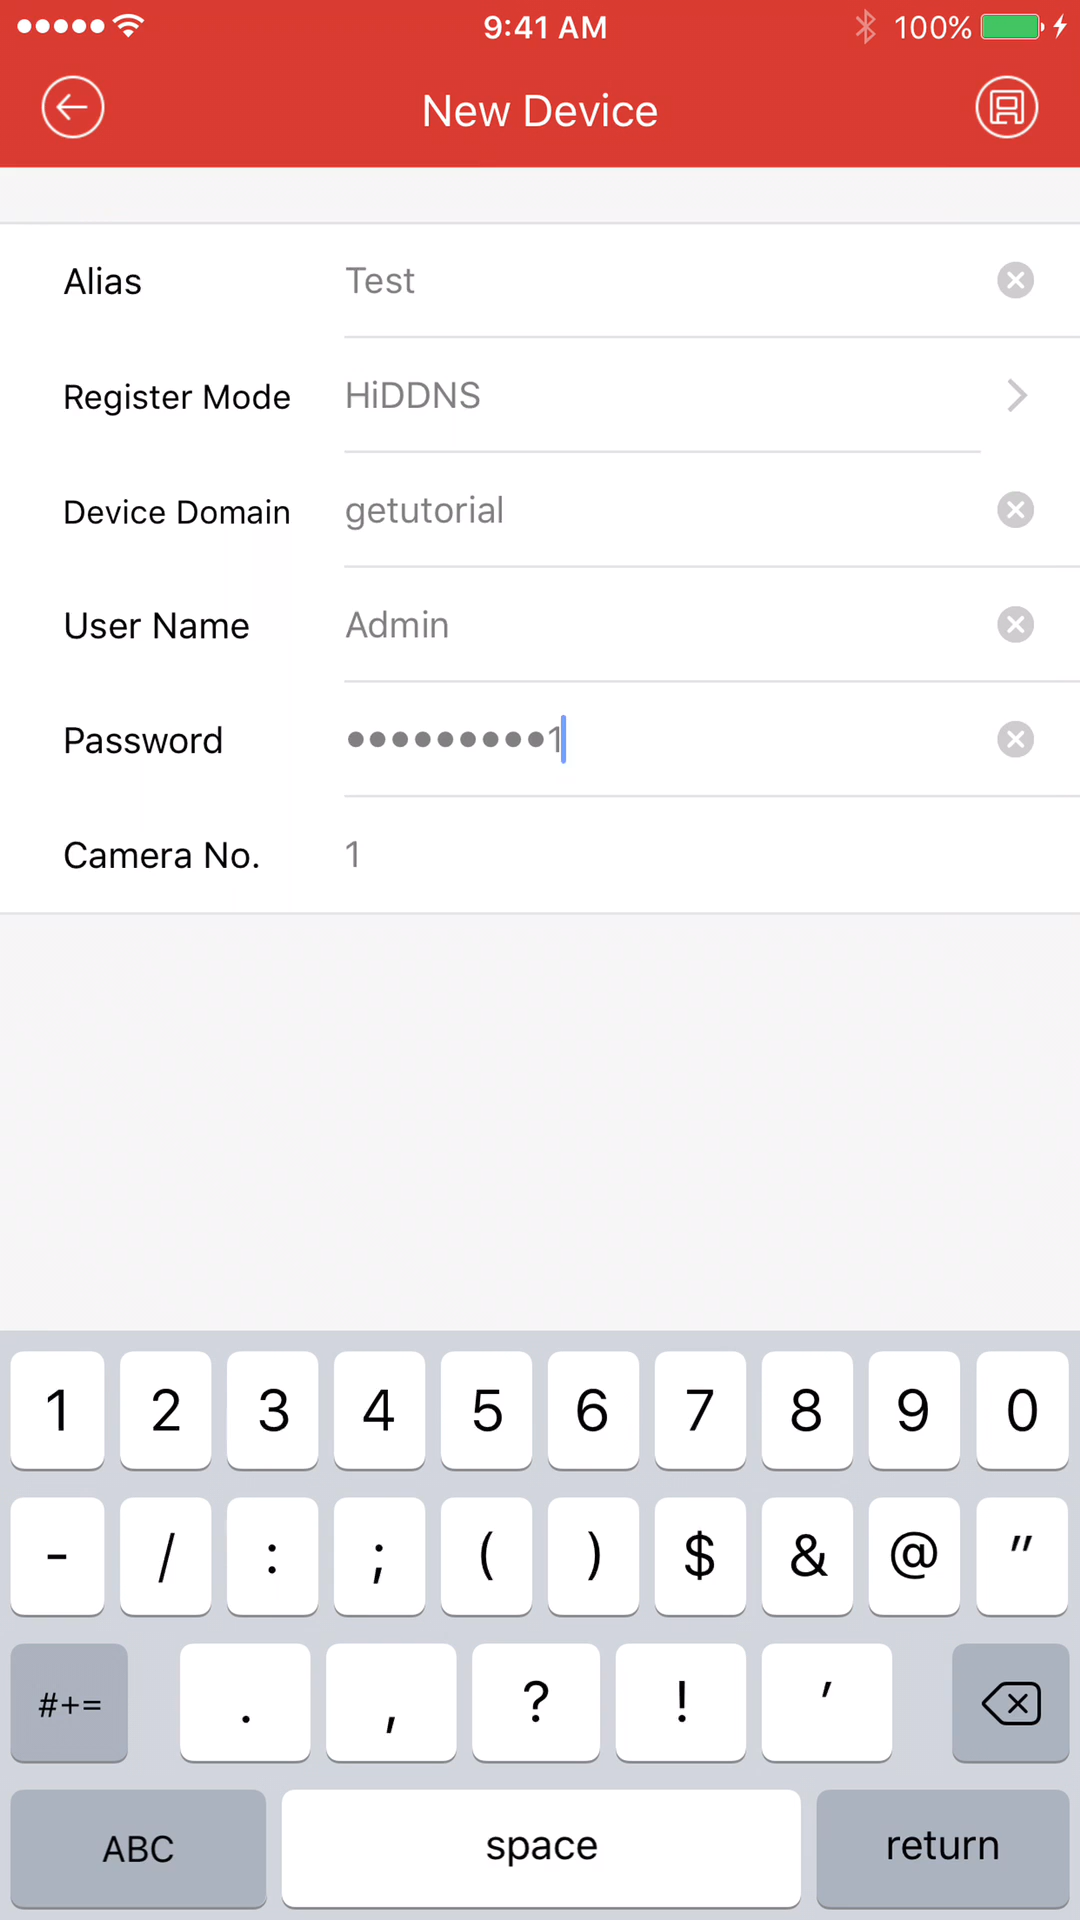 9:41 AM 100%
New Device
Alias Test
Register Mode HiDDNS
Device Domain getutorial
User Name Admin
Password •••••••••1
Camera No. 1
1 2 3 4 5 6 7 8 9 0
- / : ; ( ) $ & @ "
#+= . , ? ! '
ABC space return